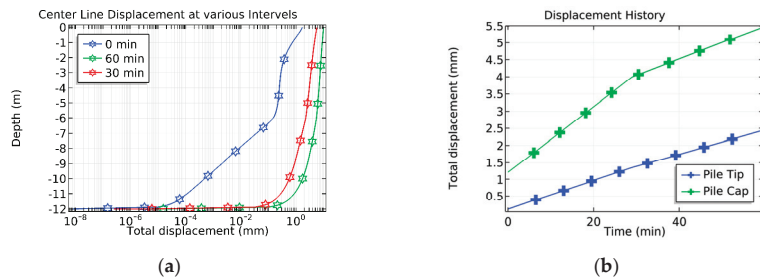 Center Line Displacement at various Intervals
0
-1
-2
-3
-4
-5
-6
-7
-8
-9
-10
-11
-12
Depth (m)
0 min
60 min
30 min
10^-8
10^-6
10^-4
10^-2
10^0
Total displacement (mm)
(a)
Displacement History
5.5
5
4.5
4
3.5
3
2.5
2
1.5
1
0.5
Total displacement (mm)
Pile Tip
Pile Cap
0
20
40
Time (min)
(b)